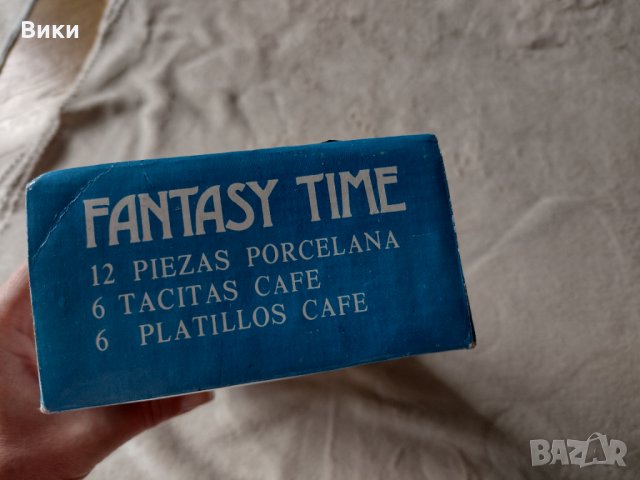 Вики
FANTASY TIME
12 PIEZAS PORCELANA
6 TACITAS CAFE
6 PLATILLOS CAFE
BAZAR